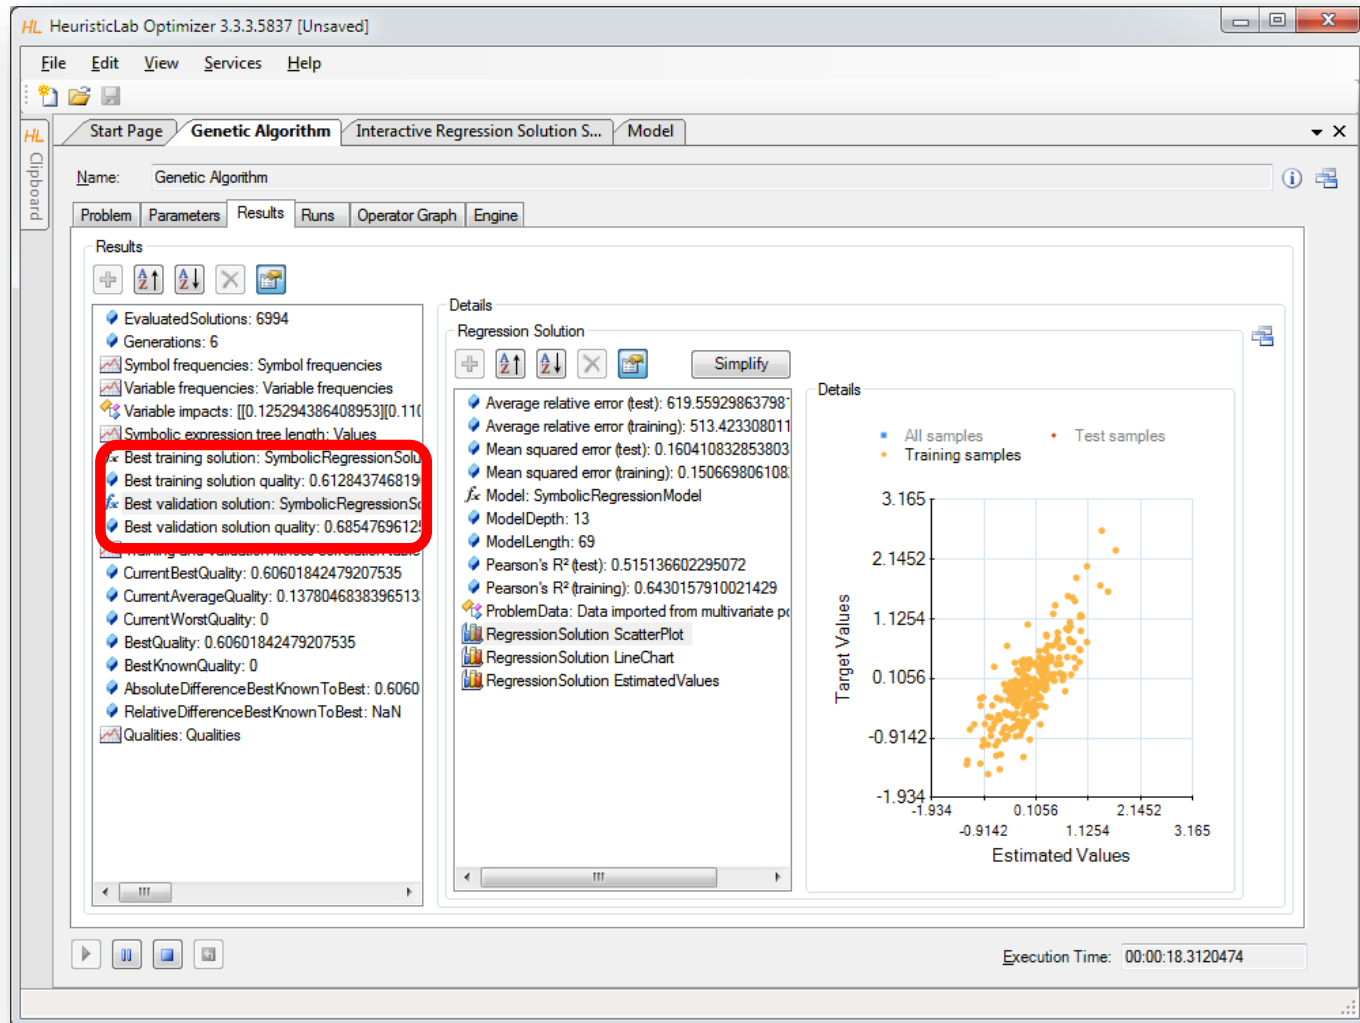 HL HeuristicLab Optimizer 3.3.3.5837 [Unsaved]
File Edit View Services Help
HL Clipboard
Start Page Genetic Algorithm Interactive Regression Solution S... Model
Name: Genetic Algorithm
Problem Parameters Results Runs Operator Graph Engine
Results
EvaluatedSolutions: 6994
Generations: 6
Symbol frequencies: Symbol frequencies
Variable frequencies: Variable frequencies
Variable impacts: [[0.125294386408953][0.11
Symbolic expression tree length: Values
Best training solution: SymbolicRegressionSolu
Best training solution quality: 0.612843746819
Best validation solution: SymbolicRegressionSo
Best validation solution quality: 0.6854769612
Training and validation fitness correlation table
CurrentBestQuality: 0.60601842479207535
CurrentAverageQuality: 0.1378046838396513
CurrentWorstQuality: 0
BestQuality: 0.60601842479207535
BestKnownQuality: 0
AbsoluteDifferenceBestKnownToBest: 0.6060
RelativeDifferenceBestKnownToBest: NaN
Qualities: Qualities
Details
Regression Solution
Simplify
Average relative error (test): 619.55929863798
Average relative error (training): 513.423308011
Mean squared error (test): 0.160410832853803
Mean squared error (training): 0.150669806108
Model: SymbolicRegressionModel
ModelDepth: 13
ModelLength: 69
Pearson's R² (test): 0.515136602295072
Pearson's R² (training): 0.6430157910021429
ProblemData: Data imported from multivariate po
RegressionSolution ScatterPlot
RegressionSolution LineChart
RegressionSolution EstimatedValues
Details
All samples Test samples
Training samples
3.165
2.1452
1.1254
0.1056
-0.9142
-1.934
Target Values
-1.934 0.1056 2.1452
-0.9142 1.1254 3.165
Estimated Values
Execution Time: 00:00:18.3120474